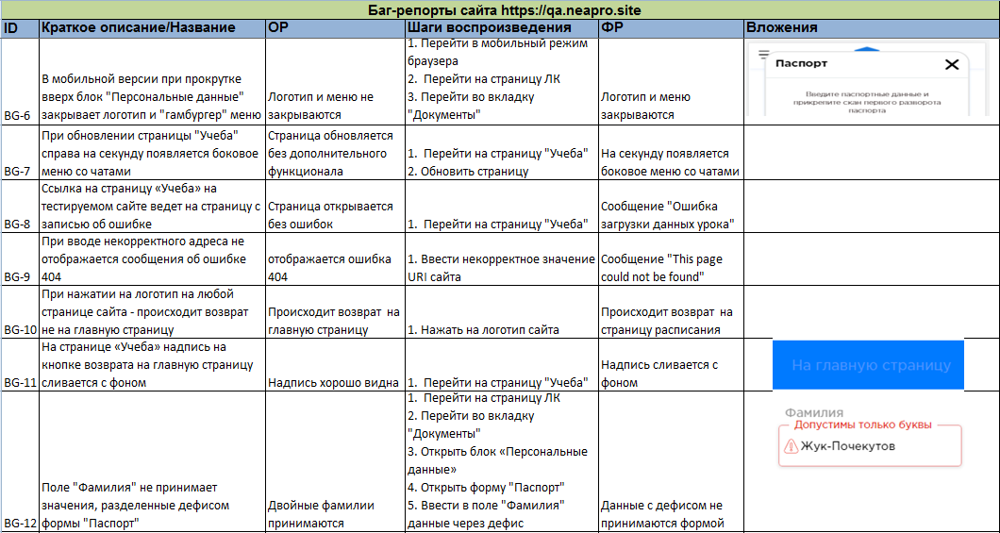 Баг-репорты сайта https://qa.neapro.site
ID Краткое описание/Название ОР Шаги воспроизведения ФР Вложения
BG-6
В мобильной версии при прокрутке
вверх блок "Персональные данные"
закрывает логотип и "гамбургер" меню
Логотип и меню не
закрываются
1. Перейти в мобильный режим
браузера
2. Перейти на страницу ЛК
3. Перейти во вкладку
"Документы"
Логотип и меню
закрываются
Паспорт
Введите паспортные данные и
прикрепите скан первого разворота
паспорта
BG-7
При обновлении страницы "Учеба"
справа на секунду появляется боковое
меню со чатами
Страница обновляется
без дополнительного
функционала
1. Перейти на страницу "Учеба"
2. Обновить страницу
На секунду появляется
боковое меню со чатами
BG-8
Ссылка на страницу «Учеба» на
тестируемом сайте ведет на страницу с
записью об ошибке
Страница открывается
без ошибок
1. Перейти на страницу "Учеба"
Сообщение "Ошибка
загрузки данных урока"
BG-9
При вводе некорректного адреса не
отображается сообщения об ошибке
404
отображается ошибка
404
1. Ввести некорректное значение
URI сайта
Сообщение "This page
could not be found"
BG-10
При нажатии на логотип на любой
странице сайта - происходит возврат
не на главную страницу
Происходит возврат на
главную страницу
1. Нажать на логотип сайта
Происходит возврат на
страницу расписания
BG-11
На странице «Учеба» надпись на
кнопке возврата на главную страницу
сливается с фоном
Надпись хорошо видна
1. Перейти на страницу "Учеба"
Надпись сливается с
фоном
На главную страницу
BG-12
Поле "Фамилия" не принимает
значения, разделенные дефисом
формы "Паспорт"
Двойные фамилии
принимаются
1. Перейти на страницу ЛК
2. Перейти во вкладку
"Документы"
3. Открыть блок «Персональные
данные»
4. Открыть форму "Паспорт"
5. Ввести в поле "Фамилия"
данные через дефис
Данные с дефисом не
принимаются формой
Фамилия
Допустимы только буквы
Жук-Почекутов